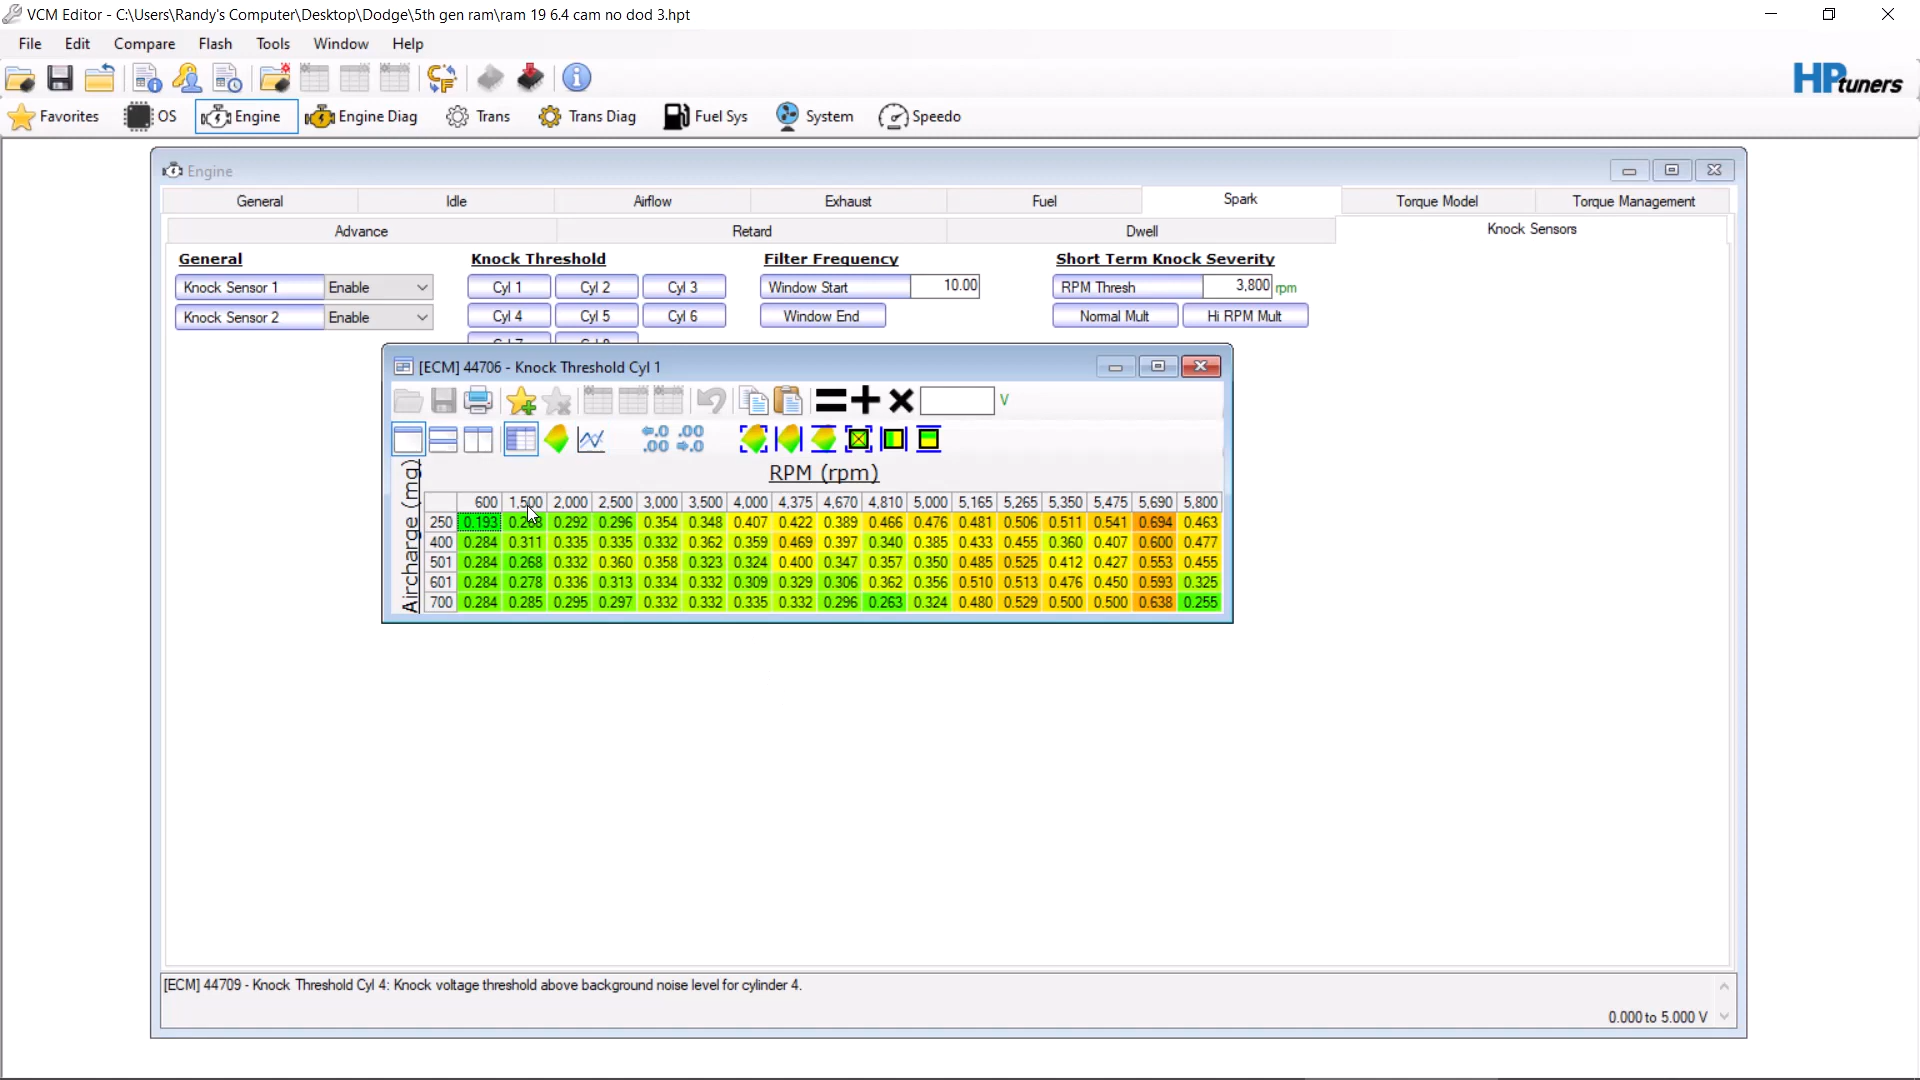 VCM Editor - C:\Users\Randy's Computer\Desktop\Dodge\5th gen ram\ram 19 6.4 cam no dod 3.hpt
File Edit Compare Flash Tools Window Help
HPtuners
Favorites OS Engine Engine Diag Trans Trans Diag Fuel Sys System Speedo
Engine
General Idle Airflow Exhaust Fuel Spark Torque Model Torque Management
Advance Retard Dwell Knock Sensors
General Knock Threshold Filter Frequency Short Term Knock Severity
Knock Sensor 1 Enable Cyl 1 Cyl 2 Cyl 3 Window Start 10.00 RPM Thresh 3,800 rpm
Knock Sensor 2 Enable Cyl 4 Cyl 5 Cyl 6 Window End Normal Mult Hi RPM Mult
[ECM] 44706 - Knock Threshold Cyl 1
V
.0 .00
.00 .0
RPM (rpm)
Aircharge (mg)
600 1,500 2,000 2,500 3,000 3,500 4,000 4,375 4,670 4,810 5,000 5,165 5,265 5,350 5,475 5,690 5,800
250 0.193 0.292 0.296 0.354 0.348 0.407 0.422 0.389 0.466 0.476 0.481 0.506 0.511 0.541 0.694 0.463
400 0.284 0.311 0.335 0.335 0.332 0.362 0.359 0.469 0.397 0.340 0.385 0.433 0.455 0.360 0.407 0.600 0.477
501 0.284 0.268 0.332 0.360 0.358 0.323 0.324 0.400 0.347 0.357 0.350 0.485 0.525 0.412 0.427 0.553 0.455
601 0.284 0.278 0.336 0.313 0.334 0.332 0.309 0.329 0.306 0.362 0.356 0.510 0.513 0.476 0.450 0.593 0.325
700 0.284 0.285 0.295 0.297 0.332 0.332 0.335 0.332 0.296 0.263 0.324 0.480 0.529 0.500 0.500 0.638 0.255
[ECM] 44709 - Knock Threshold Cyl 4: Knock voltage threshold above background noise level for cylinder 4.
0.000 to 5.000 V